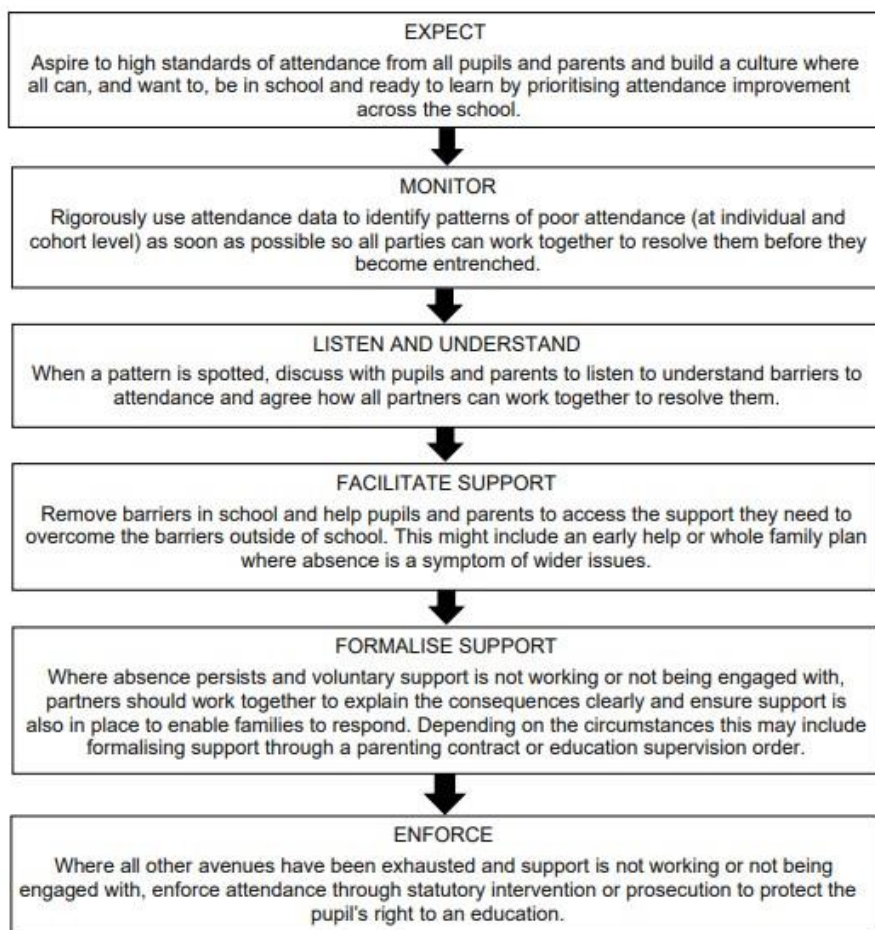 EXPECT
Aspire to high standards of attendance from all pupils and parents and build a culture where
all can, and want to, be in school and ready to learn by prioritising attendance improvement
across the school.
MONITOR
Rigorously use attendance data to identify patterns of poor attendance (at individual and
cohort level) as soon as possible so all parties can work together to resolve them before they
become entrenched.
LISTEN AND UNDERSTAND
When a pattern is spotted, discuss with pupils and parents to listen to understand barriers to
attendance and agree how all partners can work together to resolve them.
FACILITATE SUPPORT
Remove barriers in school and help pupils and parents to access the support they need to
overcome the barriers outside of school. This might include an early help or whole family plan
where absence is a symptom of wider issues.
FORMALISE SUPPORT
Where absence persists and voluntary support is not working or not being engaged with,
partners should work together to explain the consequences clearly and ensure support is
also in place to enable families to respond. Depending on the circumstances this may include
formalising support through a parenting contract or education supervision order.
ENFORCE
Where all other avenues have been exhausted and support is not working or not being
engaged with, enforce attendance through statutory intervention or prosecution to protect the
pupil's right to an education.